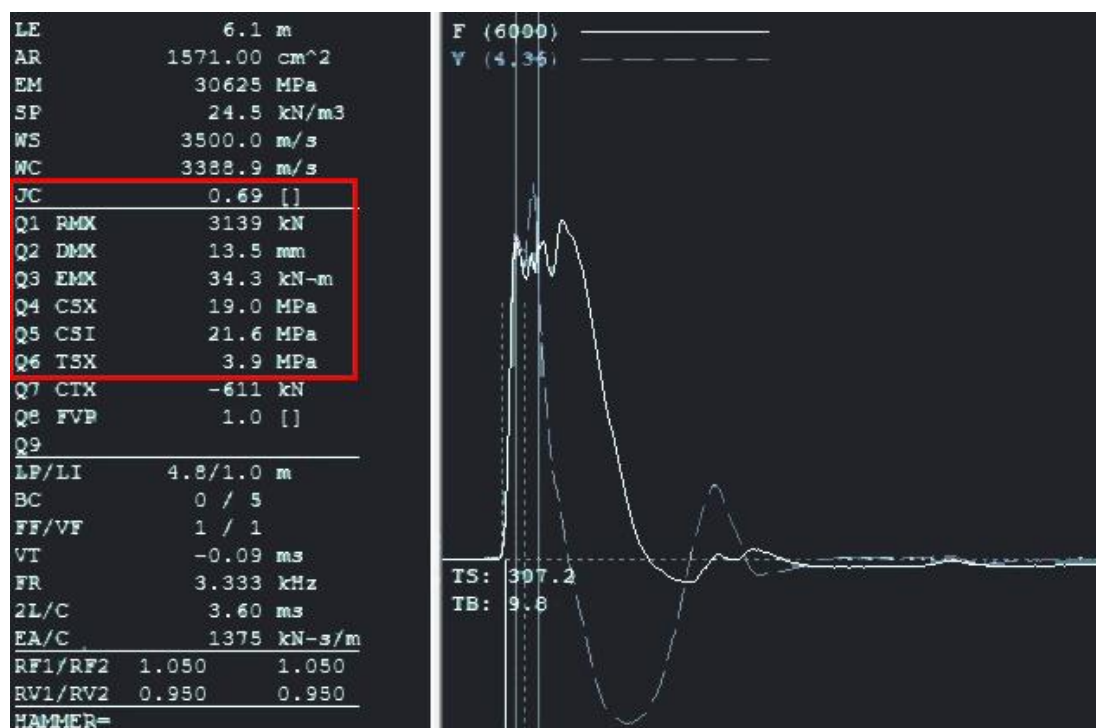 LE 6.1 m
AR 1571.00 cm^2
EM 30625 MPa
SP 24.5 kN/m3
WS 3500.0 m/s
WC 3388.9 m/s
JC 0.69 []
Q1 RMX 3139 kN
Q2 DMX 13.5 mm
Q3 EMX 34.3 kN-m
Q4 CSX 19.0 MPa
Q5 CSI 21.6 MPa
Q6 TSX 3.9 MPa
Q7 CTX -611 kN
Q8 FVP 1.0 []
Q9
LP/LI 4.8/1.0 m
BC 0 / 5
FF/VF 1 / 1
VT -0.09 ms
FR 3.333 kHz
2L/C 3.60 ms
EA/C 1375 kN-s/m
RF1/RF2 1.050 1.050
RV1/RV2 0.950 0.950
HAMMER=
F (6000)
V (4.36)
TS: 307.2
TB: 9.8